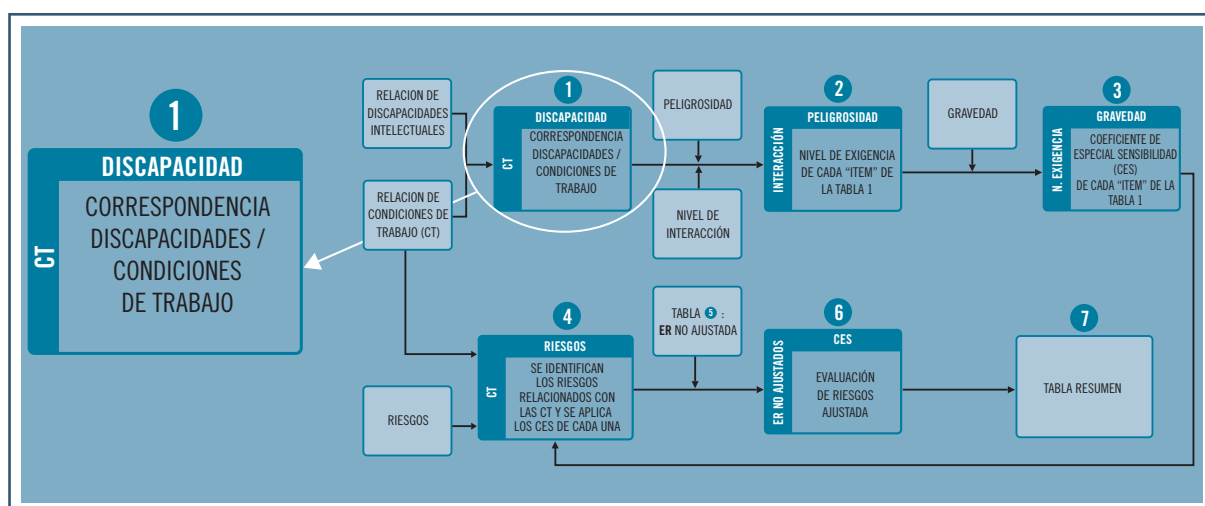 1
DISCAPACIDAD
CT
CORRESPONDENCIA
DISCAPACIDADES /
CONDICIONES
DE TRABAJO
RELACION DE
DISCAPACIDADES
INTELECTUALES
RELACION DE
CONDICIONES DE
TRABAJO (CT)
1
DISCAPACIDAD
CT
CORRESPONDENCIA
DISCAPACIDADES /
CONDICIONES DE
TRABAJO
PELIGROSIDAD
NIVEL DE
INTERACCIÓN
2
PELIGROSIDAD
INTERACCIÓN
NIVEL DE EXIGENCIA
DE CADA “ITEM” DE
LA TABLA 1
GRAVEDAD
3
GRAVEDAD
N. EXIGENCIA
COEFICIENTE DE
ESPECIAL SENSIBILIDAD
(CES)
DE CADA “ITEM” DE LA
TABLA 1
RIESGOS
4
RIESGOS
CT
SE IDENTIFICAN
LOS RIESGOS
RELACIONADOS CON
LAS CT Y SE APLICA
LOS CES DE CADA UNA
TABLA 5 :
ER NO AJUSTADA
6
CES
ER NO AJUSTADOS
EVALUACIÓN
DE RIESGOS
AJUSTADA
7
TABLA RESUMEN